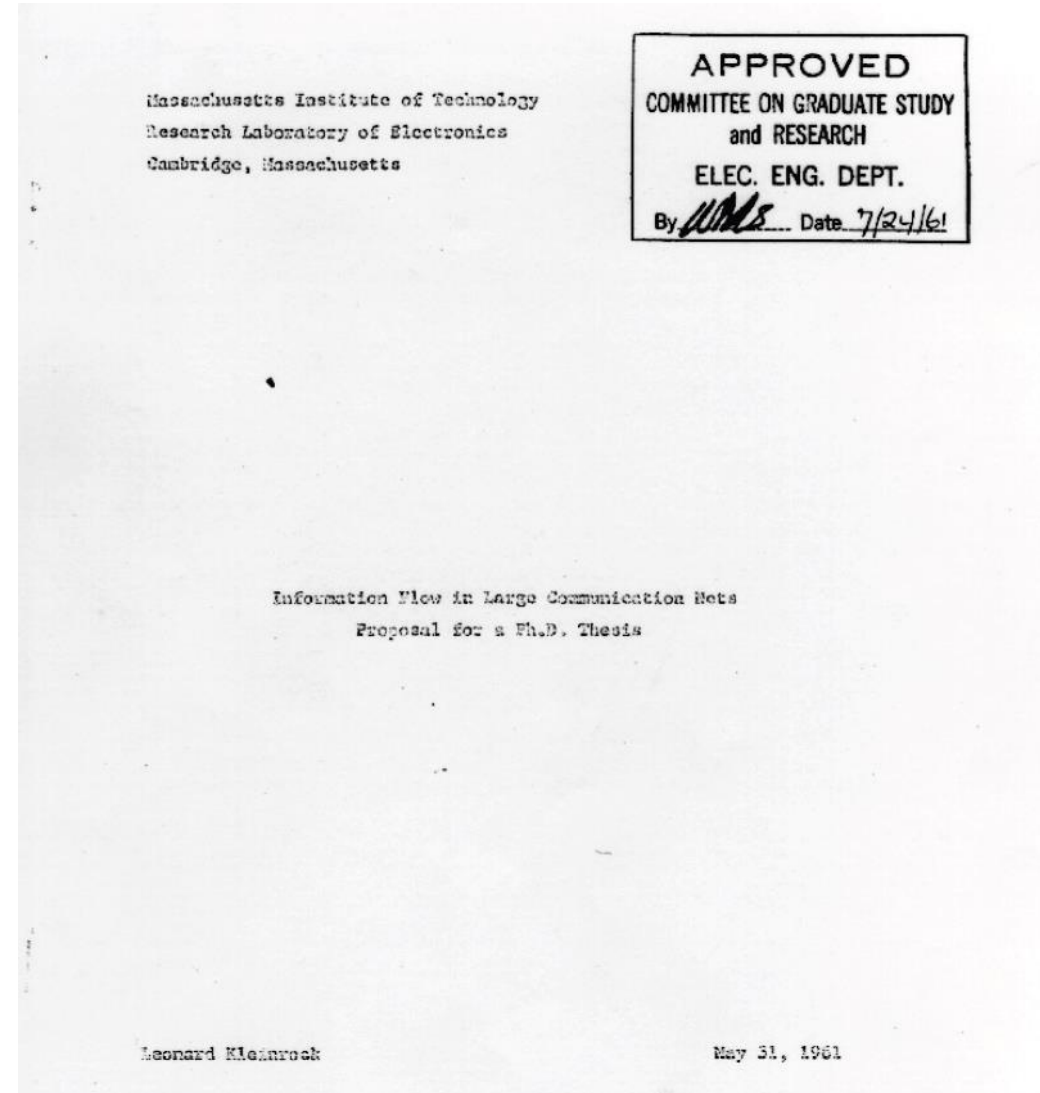 Massachusetts Institute of Technology
Research Laboratory of Electronics
Cambridge, Massachusetts
APPROVED
COMMITTEE ON GRADUATE STUDY
and RESEARCH
ELEC. ENG. DEPT.
By Date 7/24/61
Information Flow in Large Communication Nets
Proposal for a Ph.D. Thesis
Leonard Kleinrock
May 31, 1961